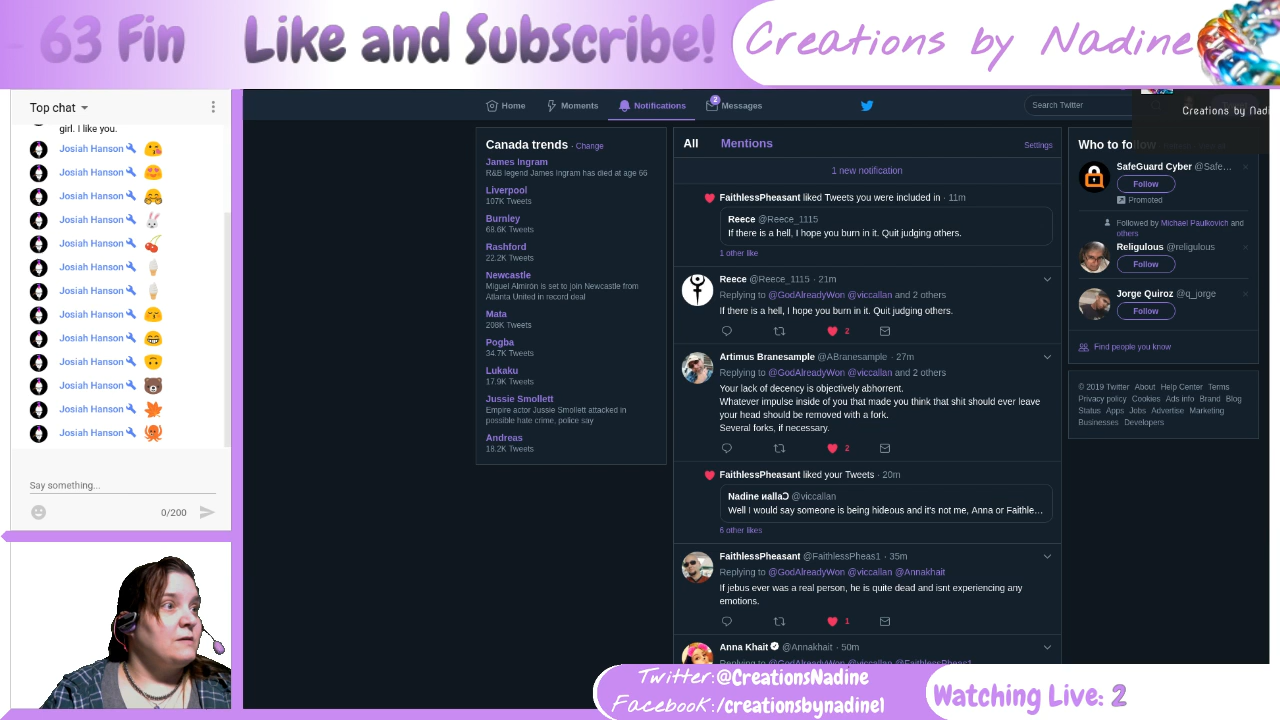 - 63 Fin Like and Subscribe! Creations by Nadine
Top chat
girl. I like you.
Josiah Hanson
Josiah Hanson
Josiah Hanson
Josiah Hanson
Josiah Hanson
Josiah Hanson
Josiah Hanson
Josiah Hanson
Josiah Hanson
Josiah Hanson
Josiah Hanson
Josiah Hanson
Josiah Hanson
Say something...
0/200
Home Moments Notifications 2 Messages Search Twitter
Creations by Nadi
Canada trends · Change
James Ingram
R&B legend James Ingram has died at age 66
Liverpool
107K Tweets
Burnley
68.6K Tweets
Rashford
22.2K Tweets
Newcastle
Miguel Almirón is set to join Newcastle from
Atlanta United in record deal
Mata
208K Tweets
Pogba
34.7K Tweets
Lukaku
17.9K Tweets
Jussie Smollett
Empire actor Jussie Smollett attacked in
possible hate crime, police say
Andreas
18.2K Tweets
All Mentions Settings
1 new notification
FaithlessPheasant liked Tweets you were included in · 11m
Reece @Reece_1115
If there is a hell, I hope you burn in it. Quit judging others.
1 other like
Reece @Reece_1115 · 21m
Replying to @GodAlreadyWon @viccallan and 2 others
If there is a hell, I hope you burn in it. Quit judging others.
2
Artimus Branesample @ABranesample · 27m
Replying to @GodAlreadyWon @viccallan and 2 others
Your lack of decency is objectively abhorrent.
Whatever impulse inside of you that made you think that shit should ever leave
your head should be removed with a fork.
Several forks, if necessary.
2
FaithlessPheasant liked your Tweets · 20m
Nadine иallaƆ @viccallan
Well I would say someone is being hideous and it's not me, Anna or Faithle...
6 other likes
FaithlessPheasant @FaithlessPheas1 · 35m
Replying to @GodAlreadyWon @viccallan @Annakhait
If jebus ever was a real person, he is quite dead and isnt experiencing any
emotions.
1
Anna Khait @Annakhait · 50m
Replying to @GodAlreadyWon @viccallan @FaithlessPheas1
Who to follow
SafeGuard Cyber @Safe...
Follow
Promoted
Followed by Michael Paulkovich and
others
Religulous @religulous
Follow
Jorge Quiroz @q_jorge
Follow
Find people you know
© 2019 Twitter About Help Center Terms
Privacy policy Cookies Ads info Brand Blog
Status Apps Jobs Advertise Marketing
Businesses Developers
Twitter:@CreationsNadine
Facebook:/creationsbynadine1
Watching Live: 2